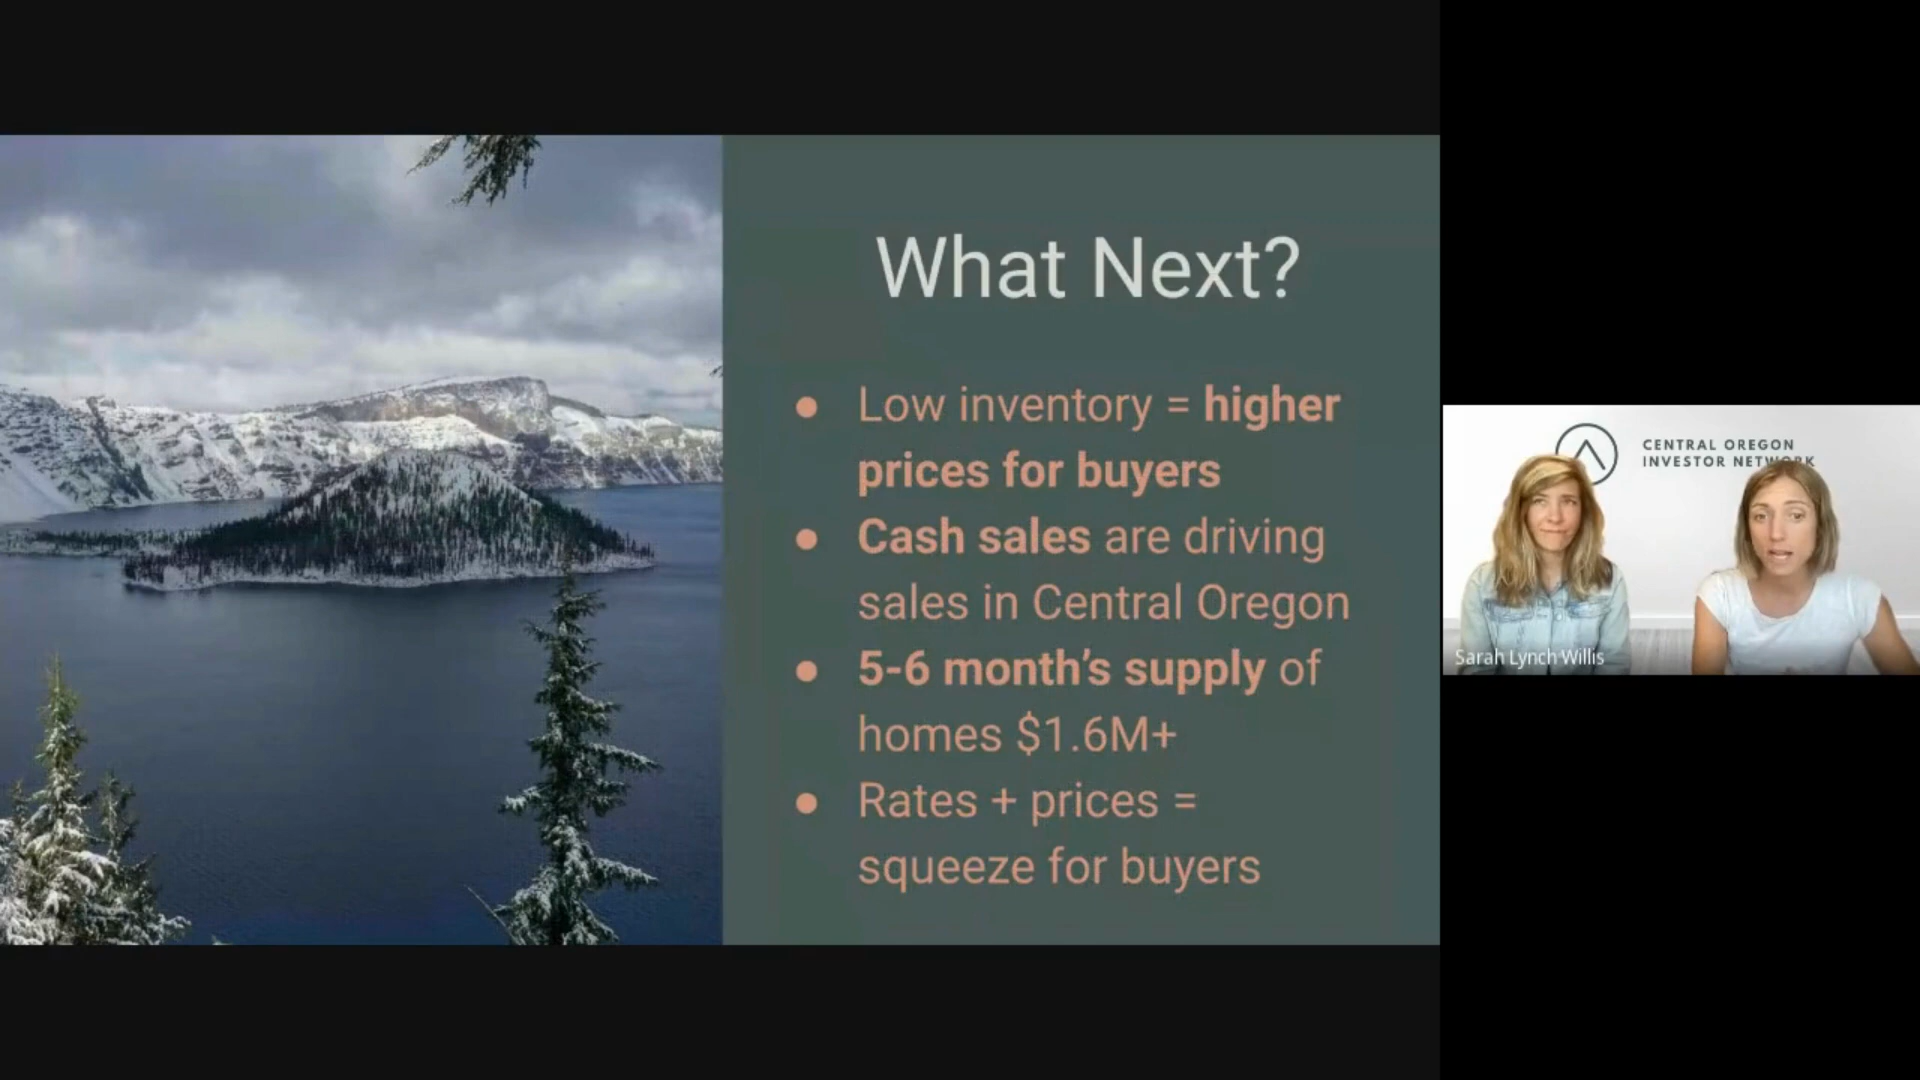 What Next?
● Low inventory = higher
prices for buyers
● Cash sales are driving
sales in Central Oregon
● 5-6 month’s supply of
homes $1.6M+
● Rates + prices =
squeeze for buyers
CENTRAL OREGON
INVESTOR NETWORK
Sarah Lynch Willis